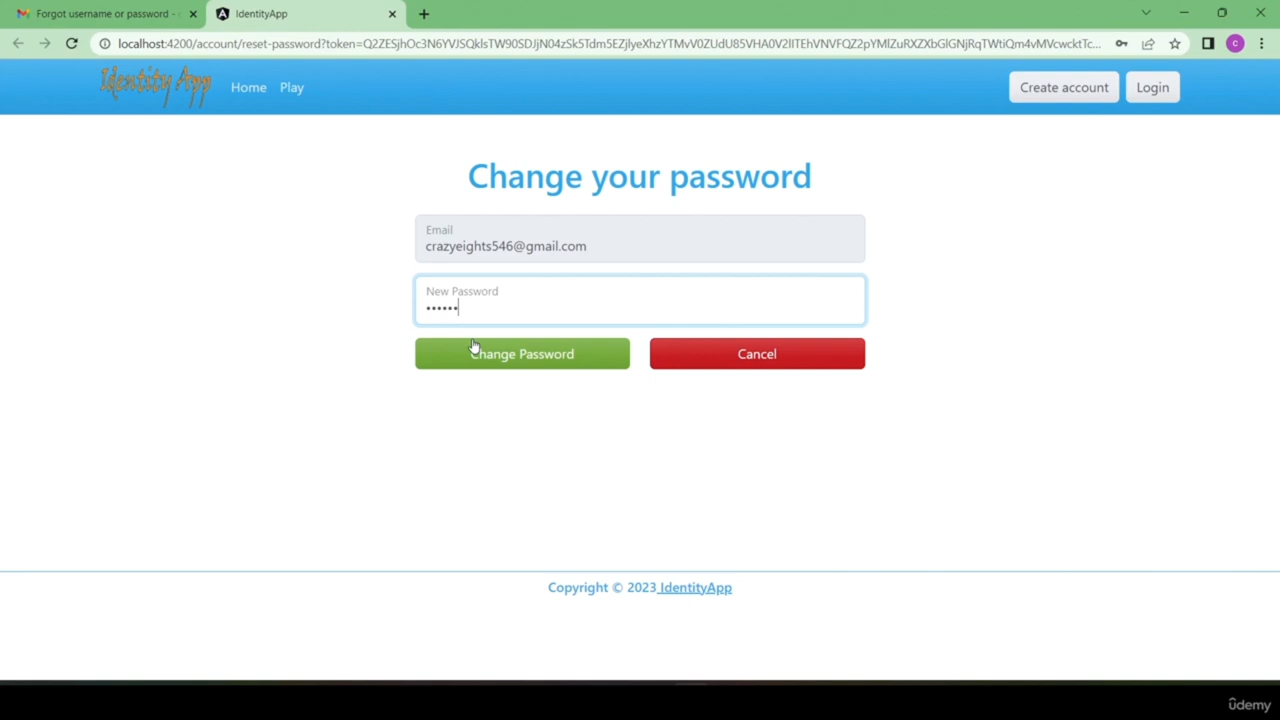 Forgot username or password -
IdentityApp
localhost:4200/account/reset-password?token=Q2ZESjhOc3N6YVJSQklsTW90SDJjN04zSk5Tdm5EZjlyeXhzYTMvV0ZUdU85VHA0V2lITEhVNVFQZ2pYMlZuRXZXbGlGNjRqTWtiQm4vMVcwcktTc...
C
Identity App
Home
Play
Create account
Login
Change your password
Email
crazyeights546@gmail.com
New Password
••••••
Change Password
Cancel
Copyright © 2023 IdentityApp
ûdemy